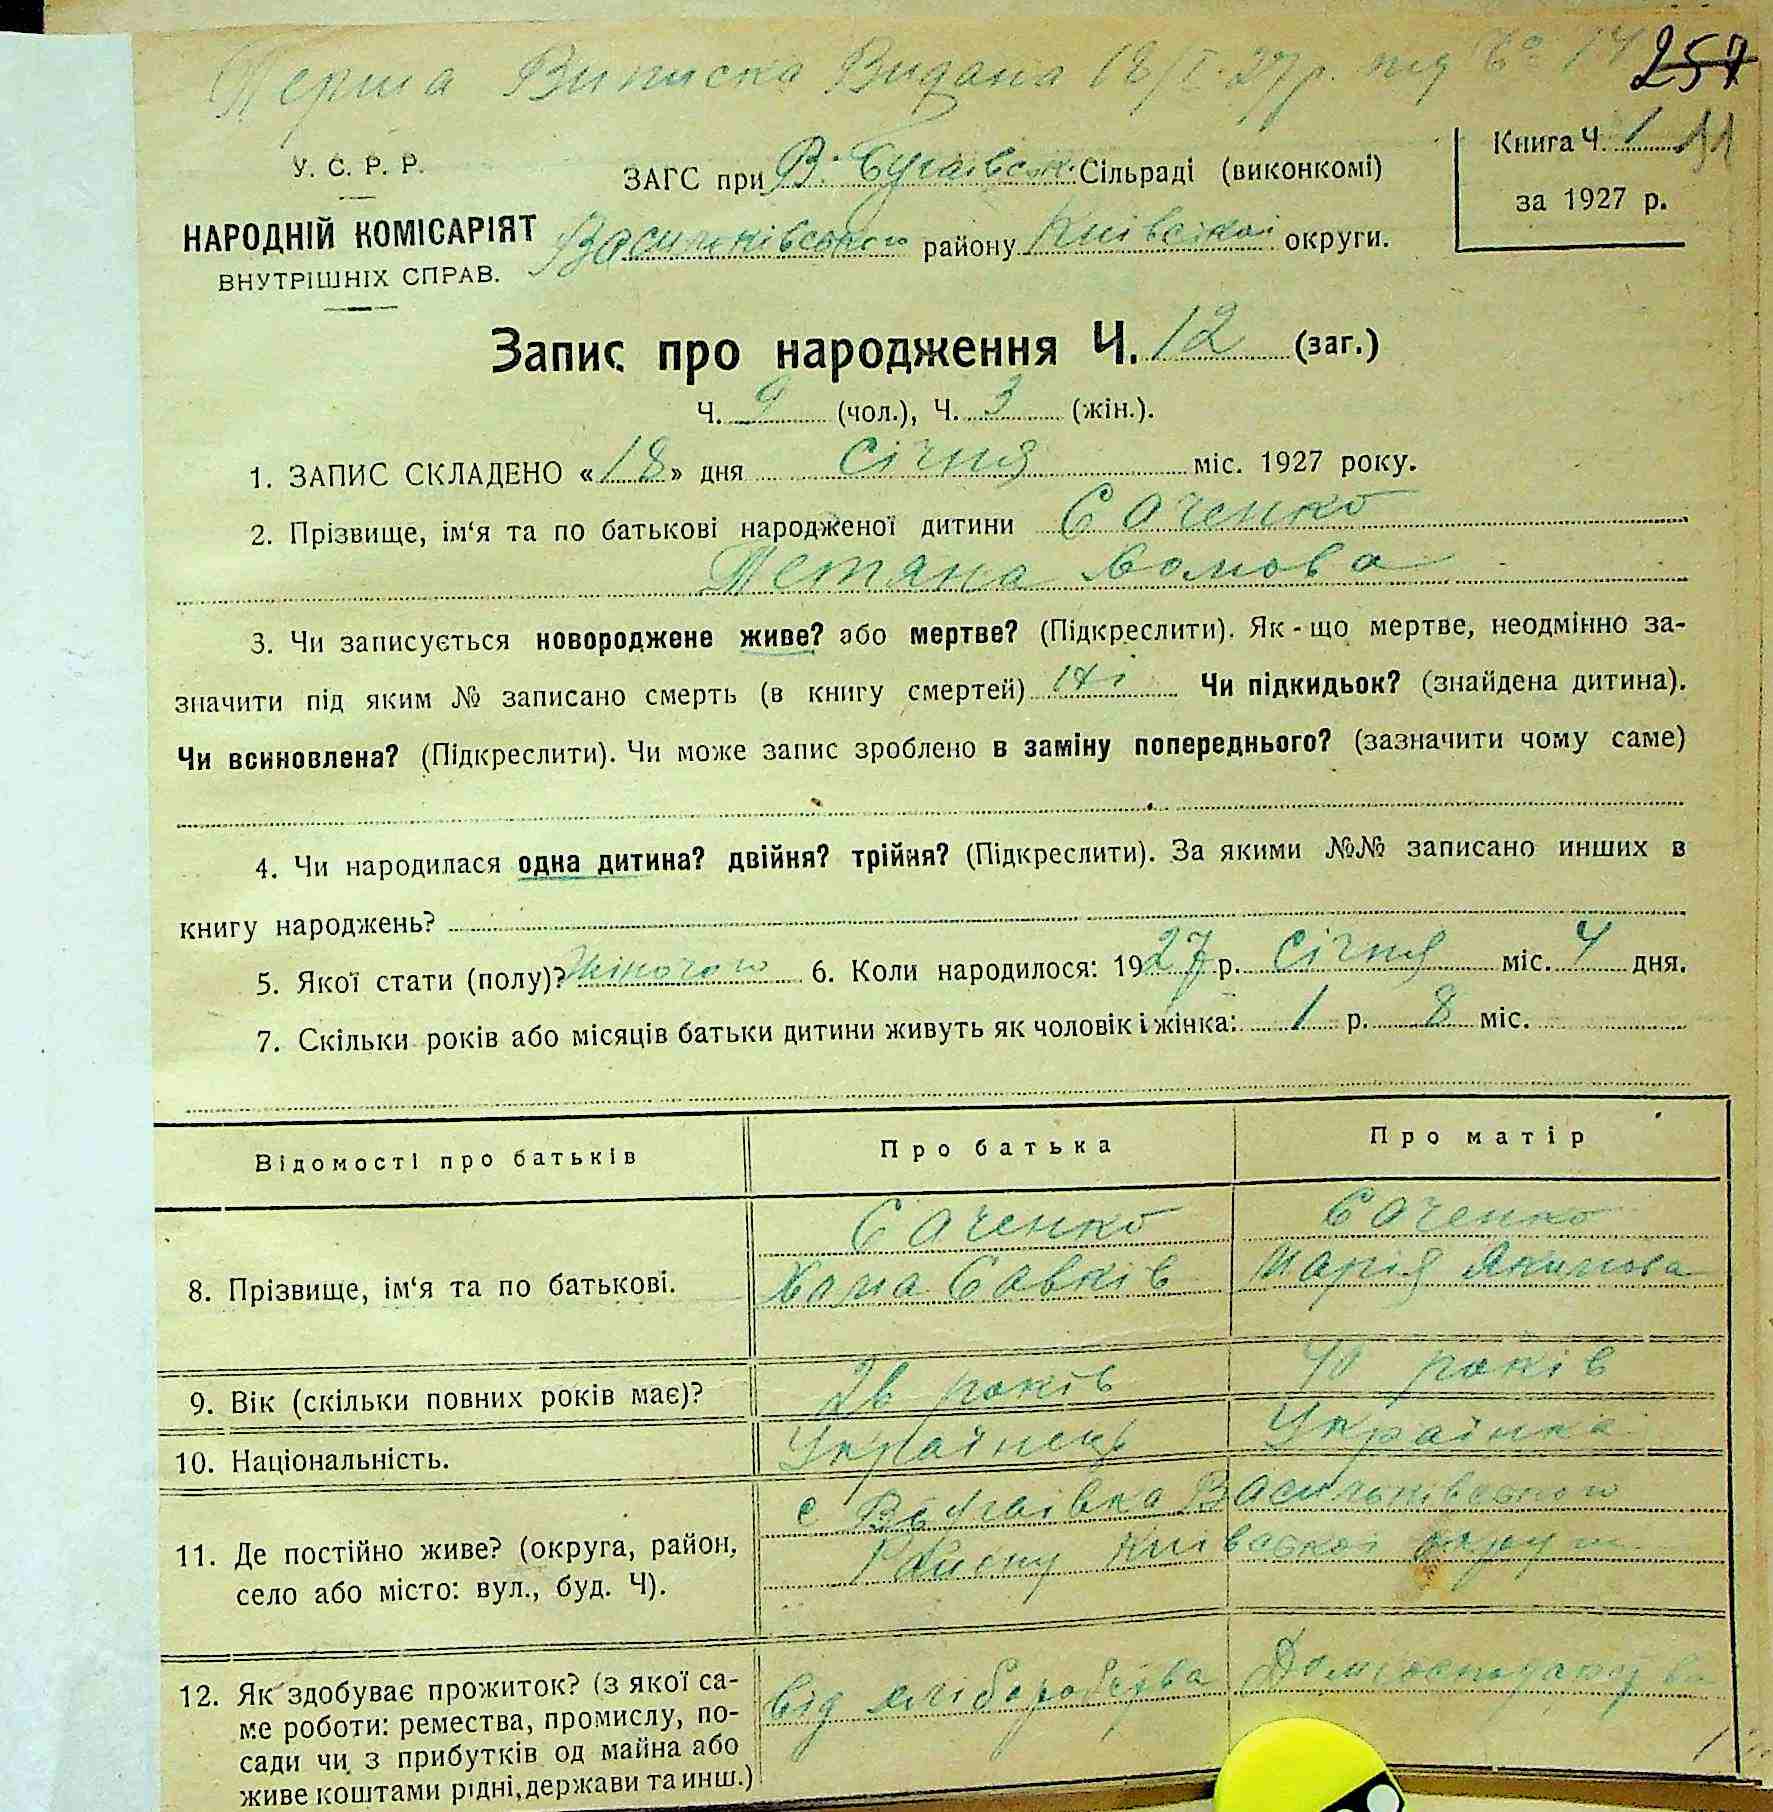 Перша Виписка Видана 18/I 27р. під № 14
257
У. С. Р. Р.
НАРОДНІЙ КОМІСАРІЯТ
ВНУТРІШНІХ СПРАВ.
ЗАГС при В. Бугаївськ. Сільраді (виконкомі)
Васильківського району Київської округи.
Книга Ч. 1
за 1927 р.
Запис про народження Ч. 12 (заг.)
Ч. 9 (чол.), Ч. 3 (жін.).
1. ЗАПИС СКЛАДЕНО «18» дня січня міс. 1927 року.
2. Прізвище, ім‘я та по батькові народженої дитини Саченко
Тетяна Хомова
3. Чи записується новороджене живе? або мертве? (Підкреслити). Як-що мертве, неодмінно за-
значити під яким № записано смерть (в книгу смертей) Чи підкидьок? (знайдена дитина).
Чи всиновлена? (Підкреслити). Чи може запис зроблено в заміну попереднього? (зазначити чому саме)
4. Чи народилася одна дитина? двійня? трійня? (Підкреслити). За якими №№ записано инших в
книгу народжень?
5. Якої стати (полу)? жіночого 6. Коли народилося: 1927 р. січня міс. 4 дня.
7. Скільки років або місяців батьки дитини живуть як чоловік і жінка: 1 р. 8 міс.
Відомості про батьків Про батька Про матір
8. Прізвище, ім‘я та по батькові.
Саченко
Хома Савків
Саченко
Марія Якимова
9. Вік (скільки повних років має)? років років
10. Національність. Українець Українка
11. Де постійно живе? (округа, район,
село або місто: вул., буд. Ч).
с Вбугаївка Васильківського
Району Київської округи
12. Як здобуває прожиток? (з якої са-
ме роботи: ремества, промислу, по-
сади чи з прибутків од майна або
живе коштами рідні, держави та инш.)
від хліборобства